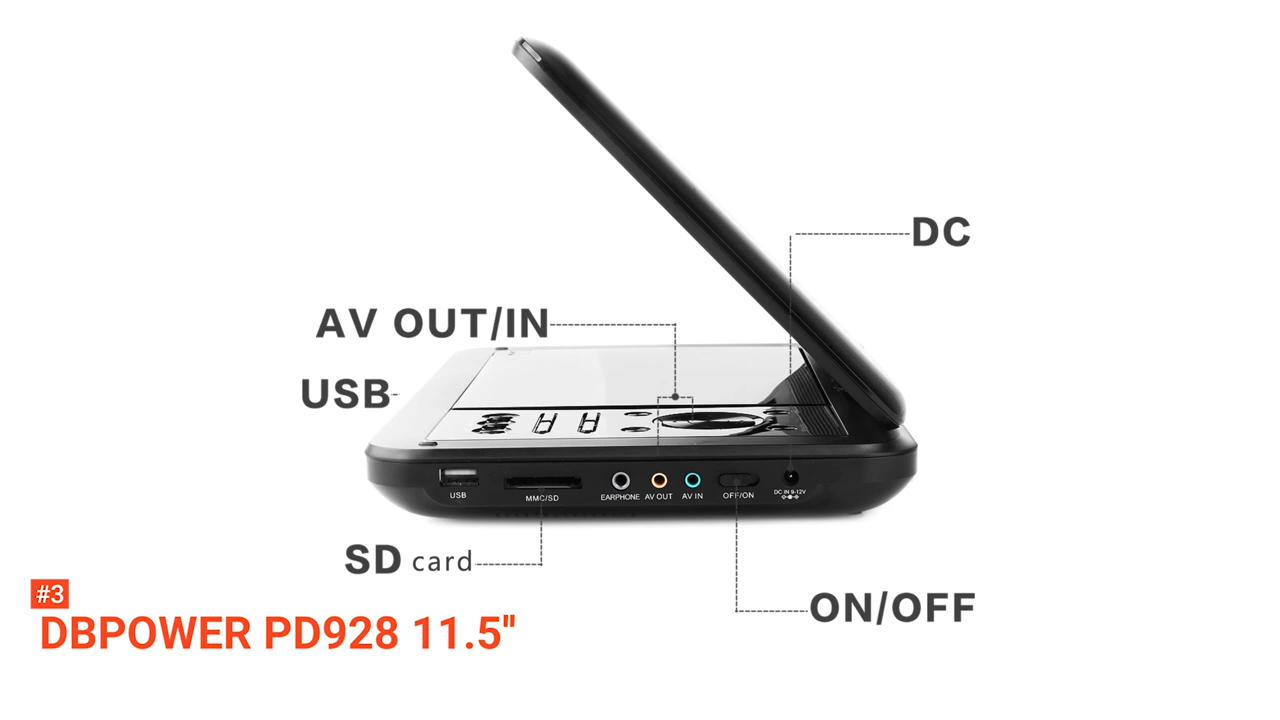 DC
AV OUT/IN
USB
USB
MMC/SD
EARPHONE
AV OUT
AV IN
OFF/ON
DC IN 9-12V
SD card
ON/OFF
#3
DBPOWER PD928 11.5"